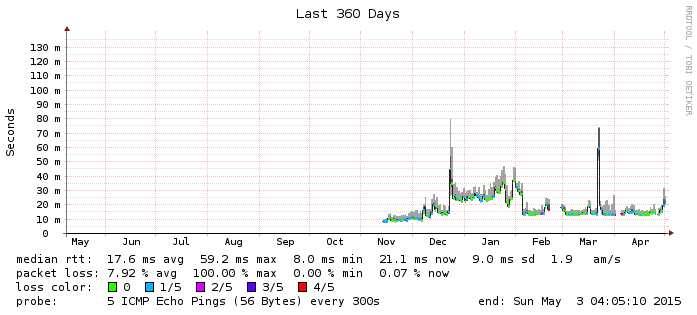 Last 360 Days
RRDTOOL / TOBI OETIKER
Seconds
130 m
120 m
110 m
100 m
90 m
80 m
70 m
60 m
50 m
40 m
30 m
20 m
10 m
0
May Jun Jul Aug Sep Oct Nov Dec Jan Feb Mar Apr
median rtt: 17.6 ms avg 59.2 ms max 8.0 ms min 21.1 ms now 9.0 ms sd 1.9 am/s
packet loss: 7.92 % avg 100.00 % max 0.00 % min 0.07 % now
loss color: 0 1/5 2/5 3/5 4/5
probe: 5 ICMP Echo Pings (56 Bytes) every 300s end: Sun May 3 04:05:10 2015